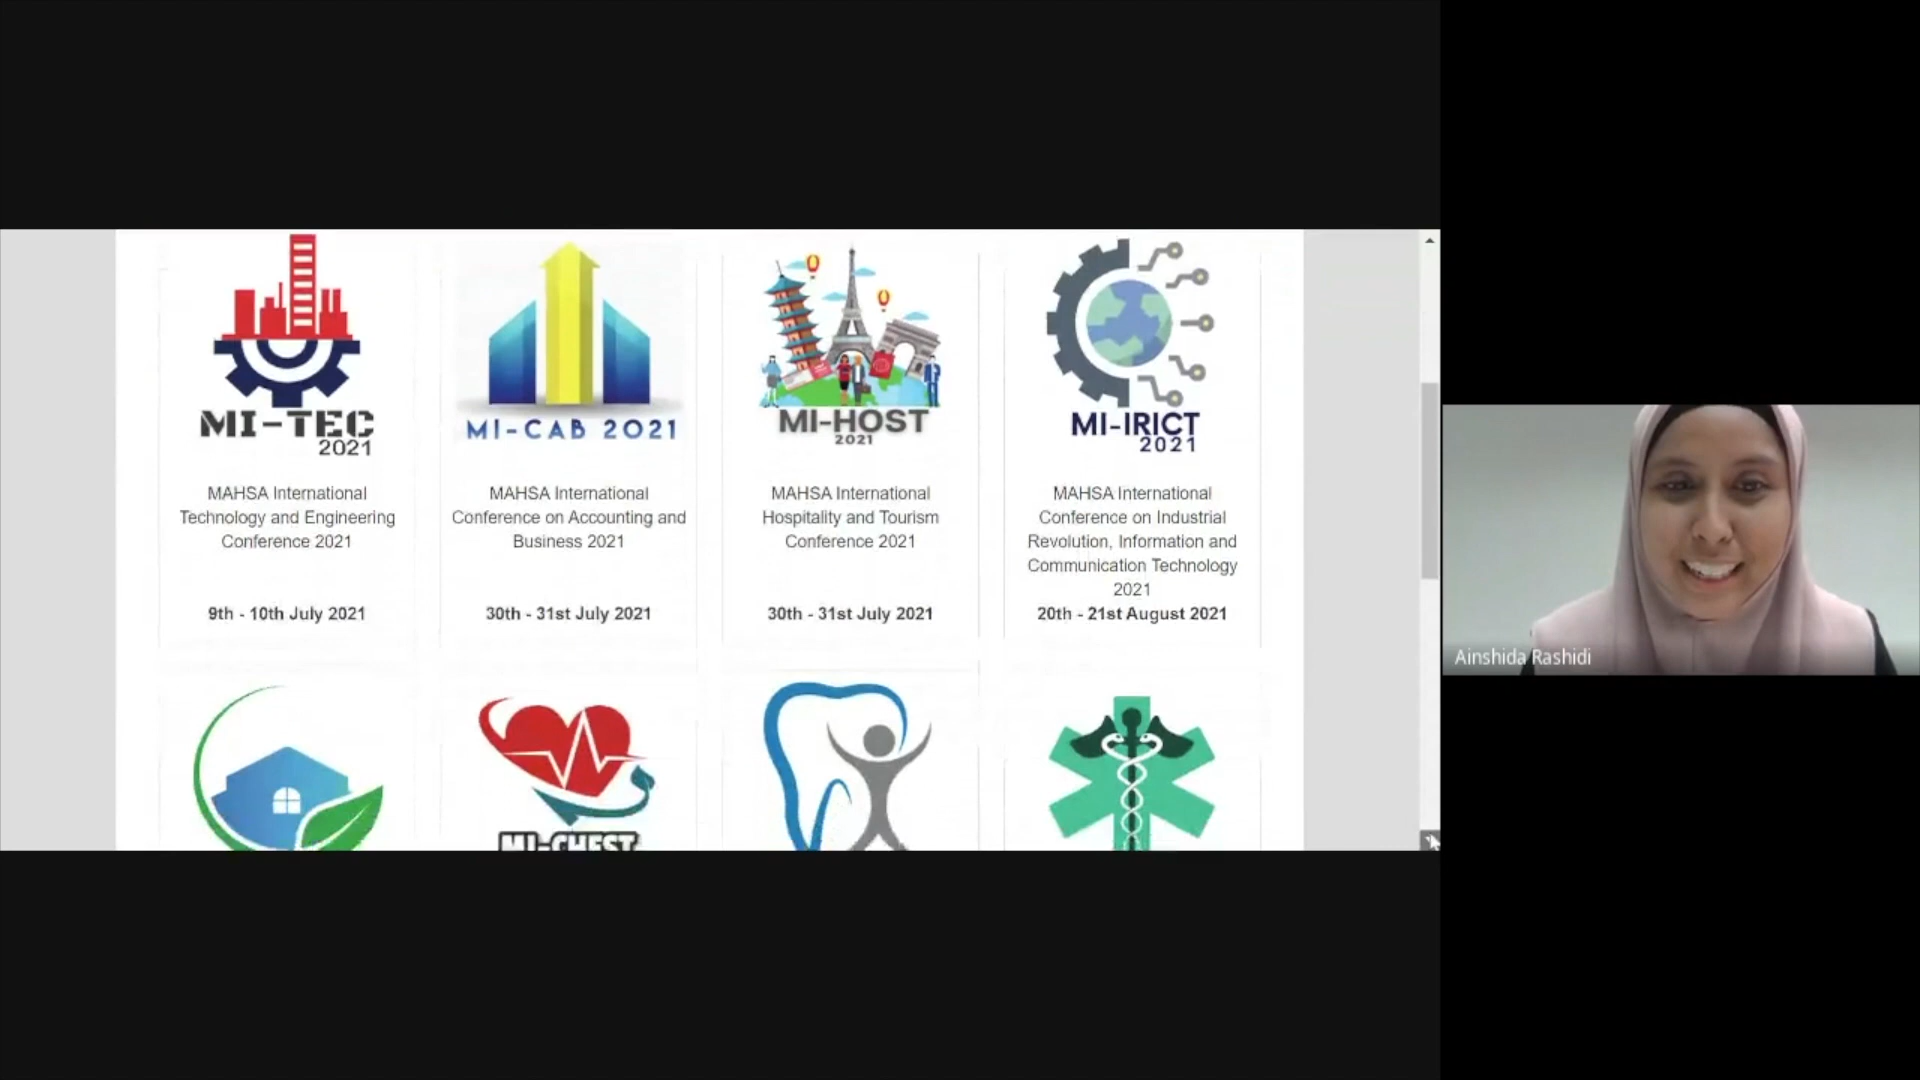 MI-TEC
2021
MI-CAB 2021
MI-HOST
2021
MI-IRICT
2021
MAHSA International
Technology and Engineering
Conference 2021
9th - 10th July 2021
MAHSA International
Conference on Accounting and
Business 2021
30th - 31st July 2021
MAHSA International
Hospitality and Tourism
Conference 2021
30th - 31st July 2021
MAHSA International
Conference on Industrial
Revolution, Information and
Communication Technology
2021
20th - 21st August 2021
MI-CHEST
Ainshida Rashidi